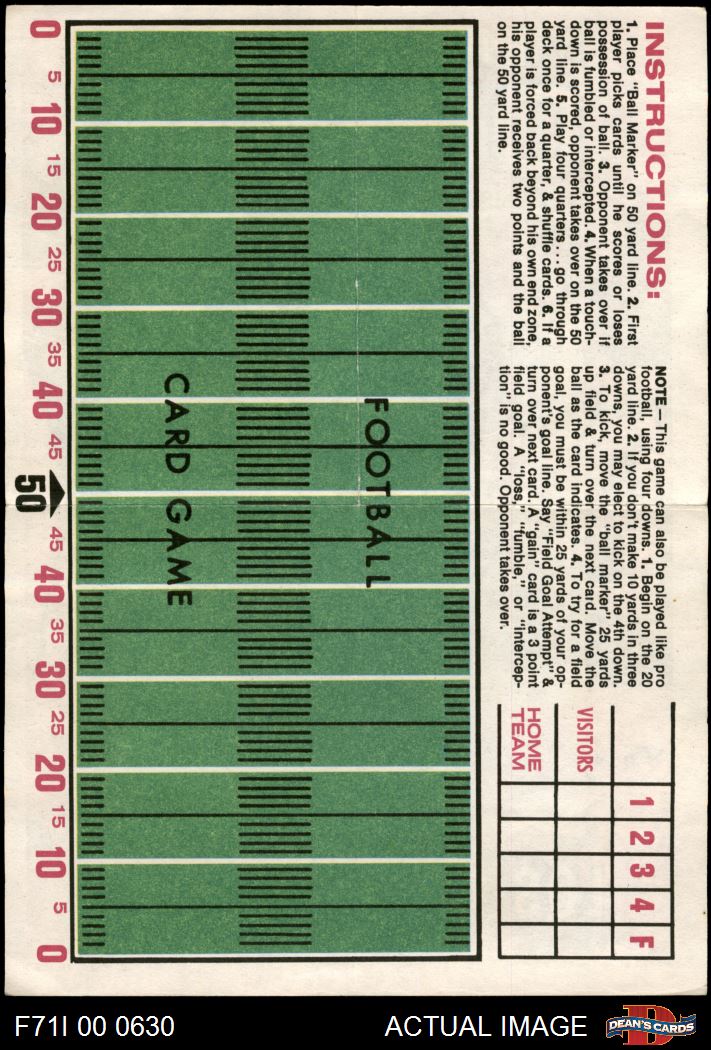 INSTRUCTIONS:
1. Place "Ball Marker" on 50 yard line. 2. First
player picks cards until he scores or loses
possession of ball. 3. Opponent takes over if
ball is fumbled or intercepted. 4. When a touch-
down is scored, opponent takes over on the 50
yard line. 5. Play four quarters...go through
deck once for a quarter, & shuffle cards. 6. If a
player is forced back beyond his own end zone,
his opponent receives two points and the ball
on the 50 yard line.
NOTE—This game can also be played like pro
football, using four downs. 1. Begin on the 20
yard line. 2. If you don't make 10 yards in three
downs, you may elect to kick on the 4th down.
3. To kick, move the "ball marker" 25 yards
up field & turn over the next card. Move the
ball as the card indicates. 4. To try for a field
goal, you must be within 25 yards of your op-
ponent's goal line. Say "Field Goal Attempt" &
turn over next card. A "gain" card is a 3 point
field goal. A "loss," "fumble," or "intercep-
tion" is no good. Opponent takes over.
1 2 3 4 F
VISITORS
HOME
TEAM
FOOTBALL
CARD GAME
0 5 10 15 20 25 30 35 40 45 50 45 40 35 30 25 20 15 10 5 0
F71I 00 0630
ACTUAL IMAGE
D
DEAN'S CARDS